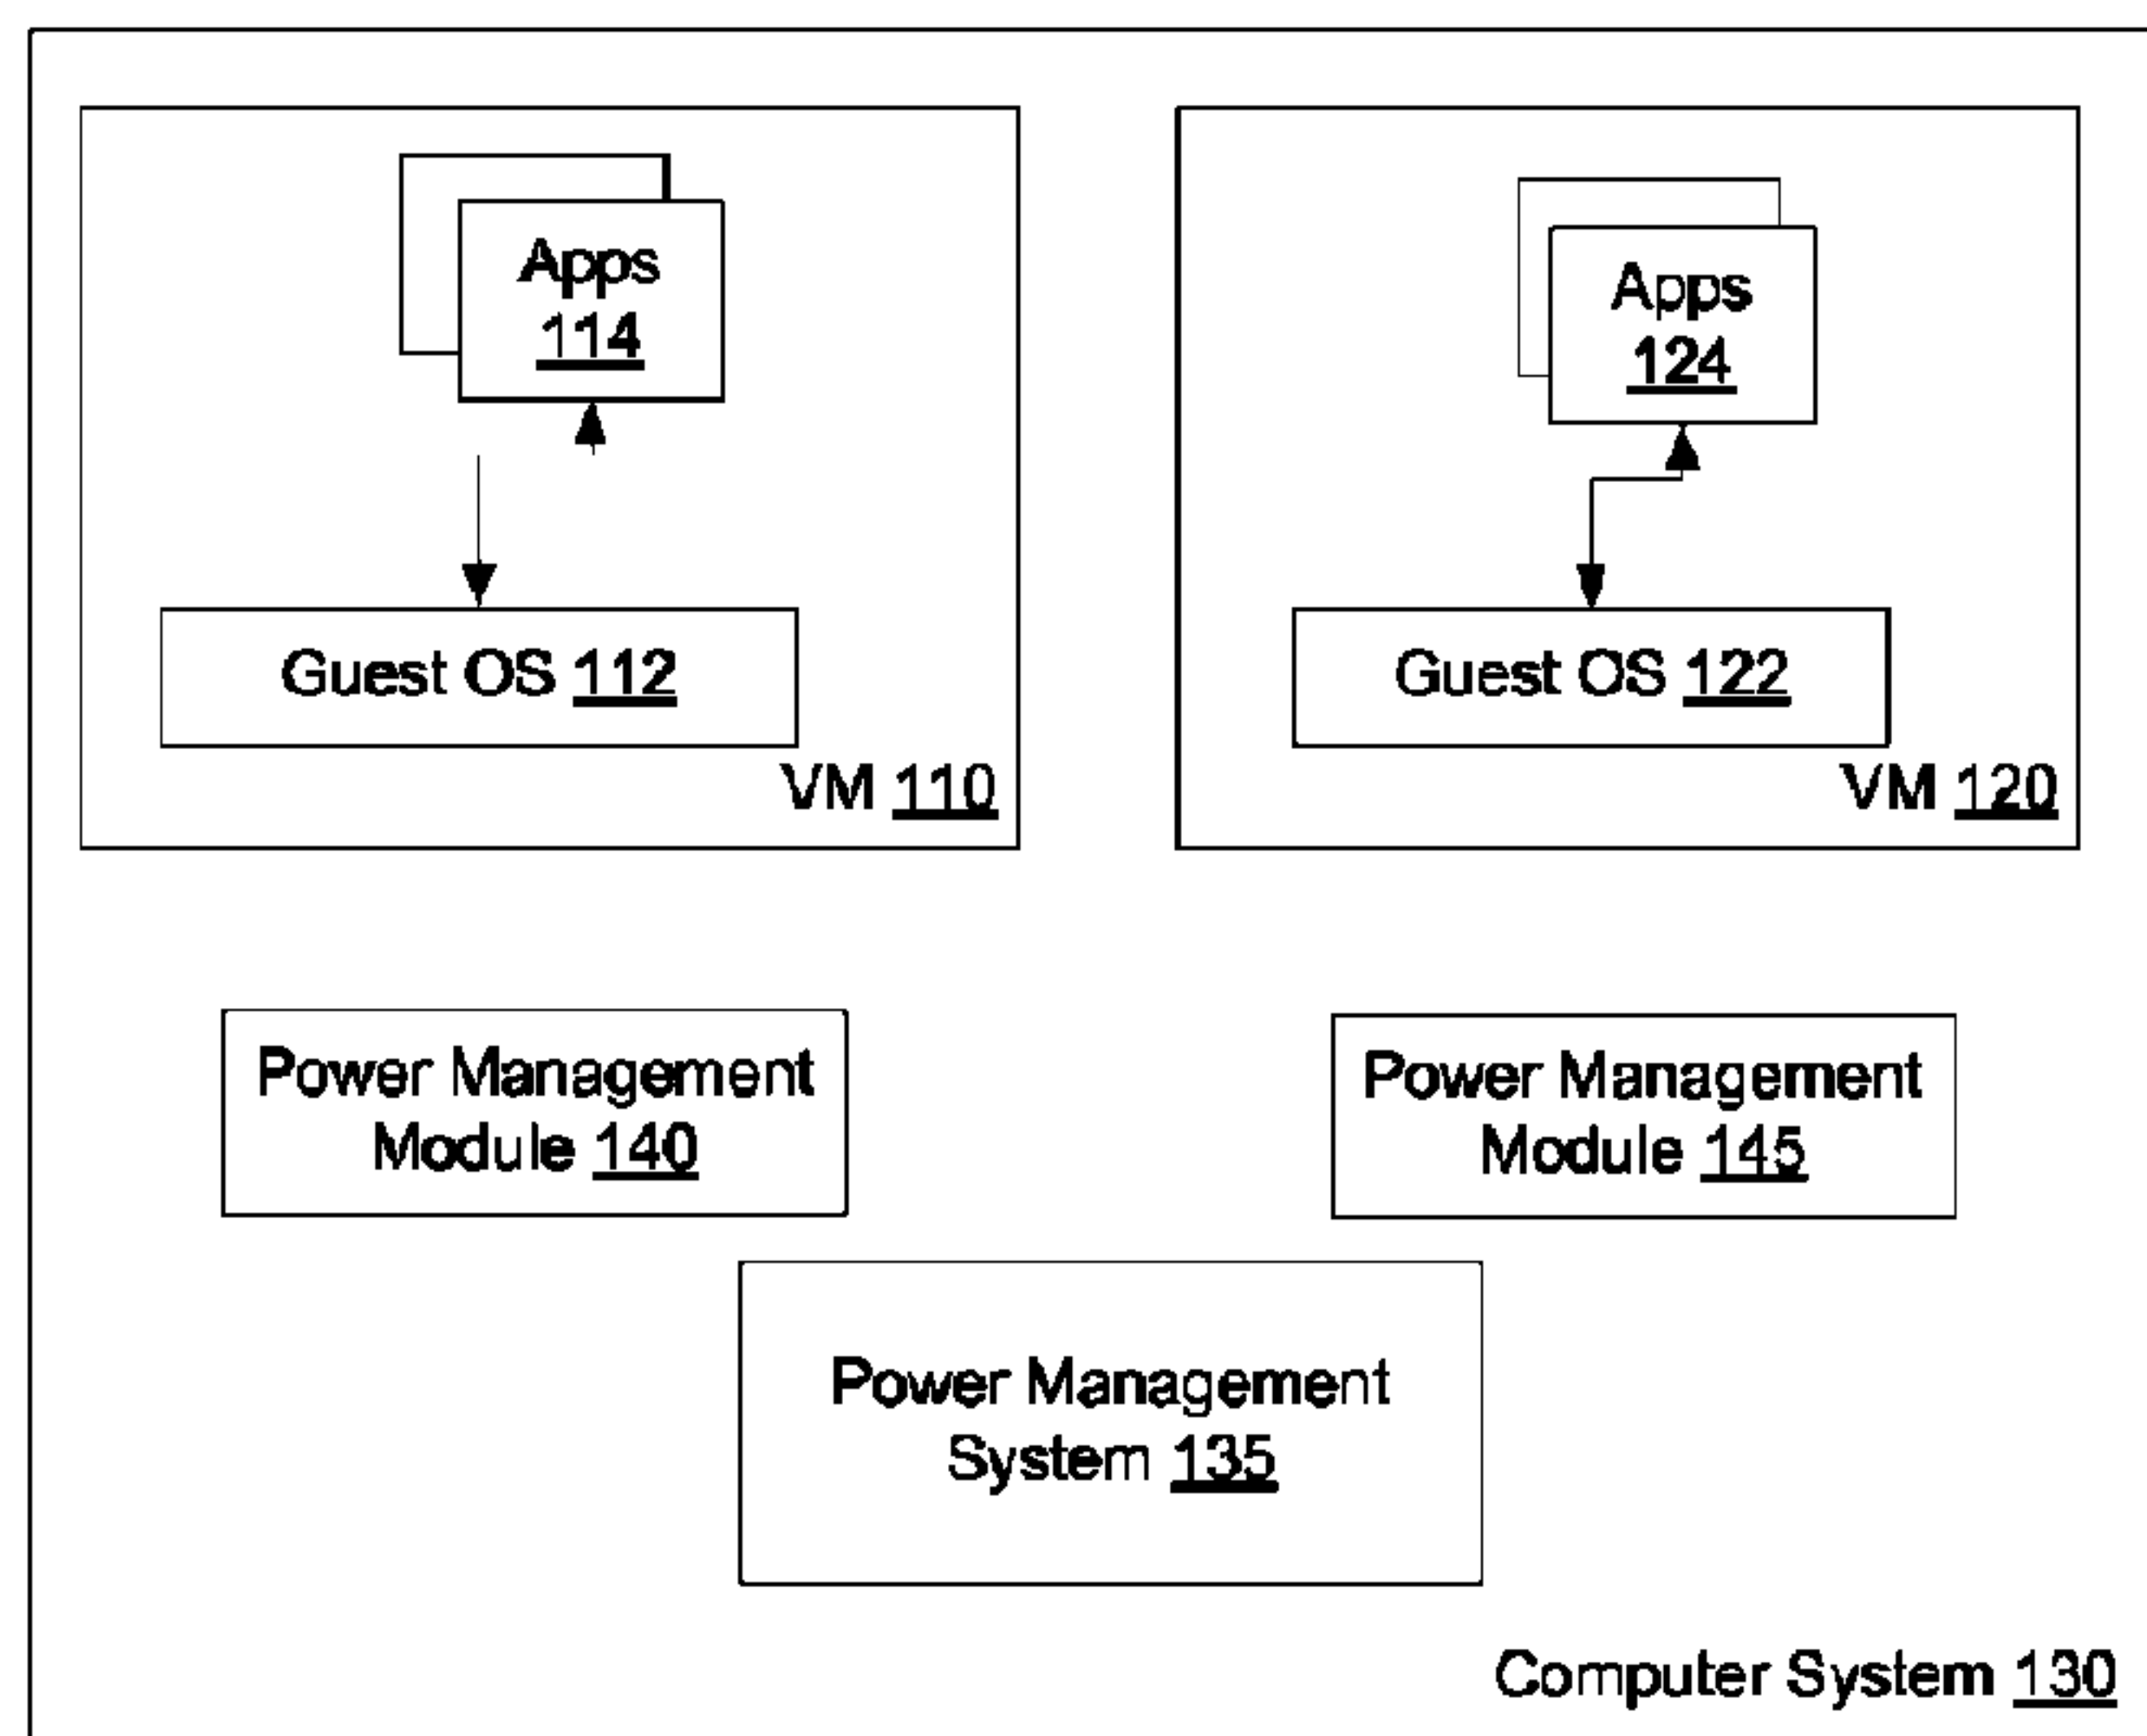 Apps
114
Apps
124
Guest OS 112
Guest OS 122
VM 110
VM 120
Power Management
Module 140
Power Management
Module 145
Power Management
System 135
Computer System 130